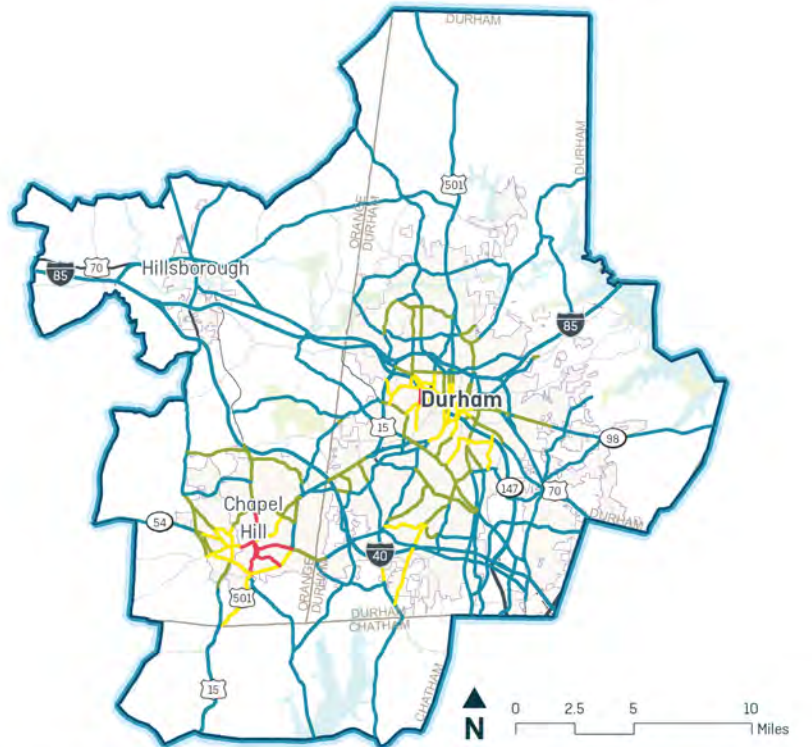 DURHAM
DURHAM
501
ORANGE
DURHAM
70
85
Hillsborough
85
Durham
15
98
147
70
Chapel
Hill
54
DURHAM
40
ORANGE
DURHAM
501
DURHAM
CHATHAM
15
CHATHAM
N
0 2.5 5 10
Miles